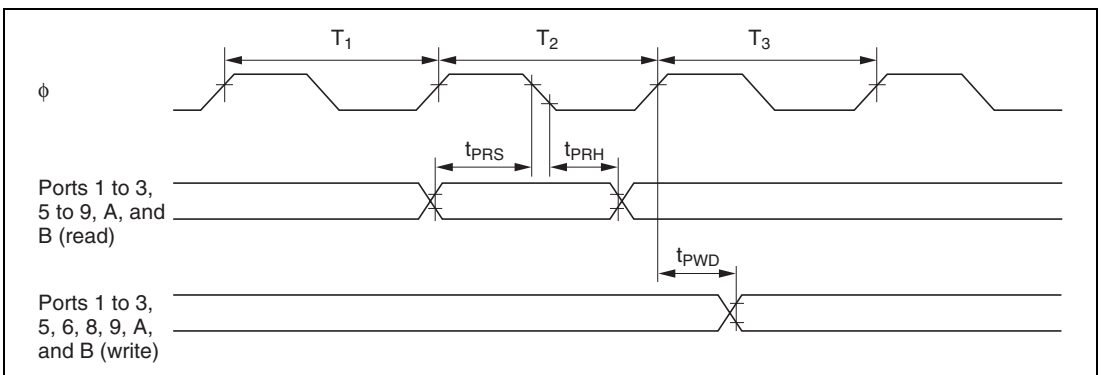 T₁ T₂ T₃
ϕ
tPRS tPRH
Ports 1 to 3,
5 to 9, A, and
B (read)
tPWD
Ports 1 to 3,
5, 6, 8, 9, A,
and B (write)